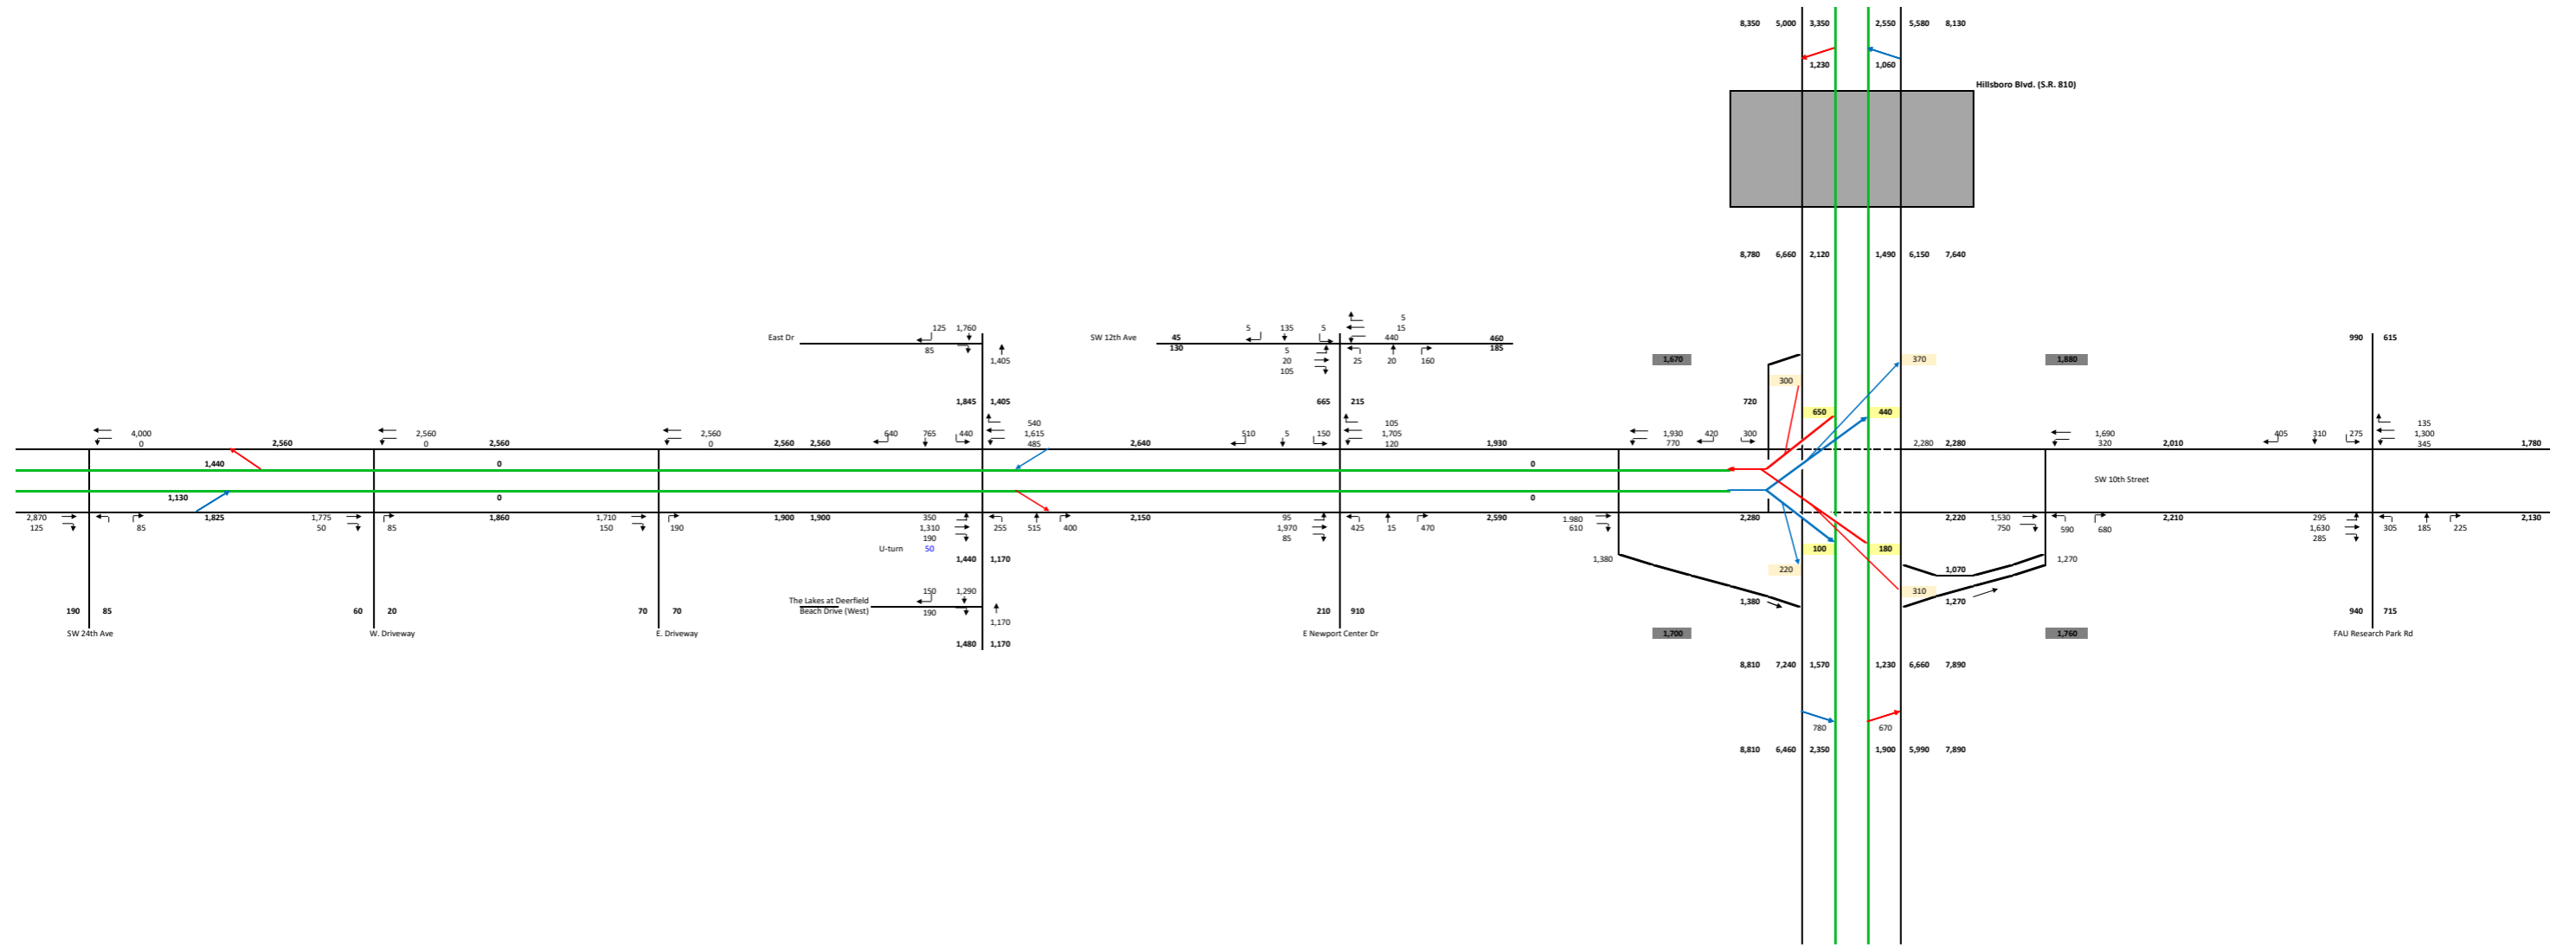 8,350 5,000 3,350 2,550 5,580 8,130
1,230 1,060
Hillsboro Blvd. (S.R. 810)
8,780 6,660 2,120 1,490 6,150 7,640
5
125 1,760 5 135 5 15
East Dr SW 12th Ave 45 440 460 990 615
130 185
85 5
1,405 20 25 20 160 1,670 370 1,880
105
300
1,845 1,405 665 215 720
650 440
540 105 135
4,000 2,560 2,560 640 765 440 1,615 510 5 150 1,705 1,930 420 300 1,690 405 310 275 1,300
0 2,560 0 2,560 0 2,560 2,560 485 2,640 120 1,930 770 2,280 2,280 320 2,010 345 1,780
1,440 0 0
SW 10th Street
1,130 0 0
2,870 1,825 1,775 1,860 1,710 1,900 1,900 350 2,150 95 2,590 1.980 2,280 2,220 1,530 2,210 295 2,130
125 85 50 85 150 190 1,310 255 515 400 1,970 425 15 470 610 750 590 680 1,630 305 185 225
190 85 285
U-turn 50 100 180
1,440 1,170 1,380 1,270
220 1,070
150 1,290 310
The Lakes at Deerfield
Beach Drive (West) 190 1,380 1,270
190 85 60 20 70 70 1,170 210 910 940 715
SW 24th Ave W. Driveway E. Driveway E Newport Center Dr 1,700 1,760 FAU Research Park Rd
1,480 1,170
8,810 7,240 1,570 1,230 6,660 7,890
780 670
8,810 6,460 2,350 1,900 5,990 7,890